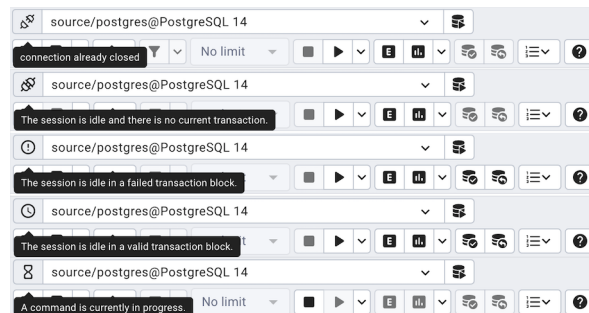 source/postgres@PostgreSQL 14
No limit
E
connection already closed
source/postgres@PostgreSQL 14
E
The session is idle and there is no current transaction.
source/postgres@PostgreSQL 14
E
The session is idle in a failed transaction block.
source/postgres@PostgreSQL 14
t
E
The session is idle in a valid transaction block.
source/postgres@PostgreSQL 14
No limit
E
A command is currently in progress.